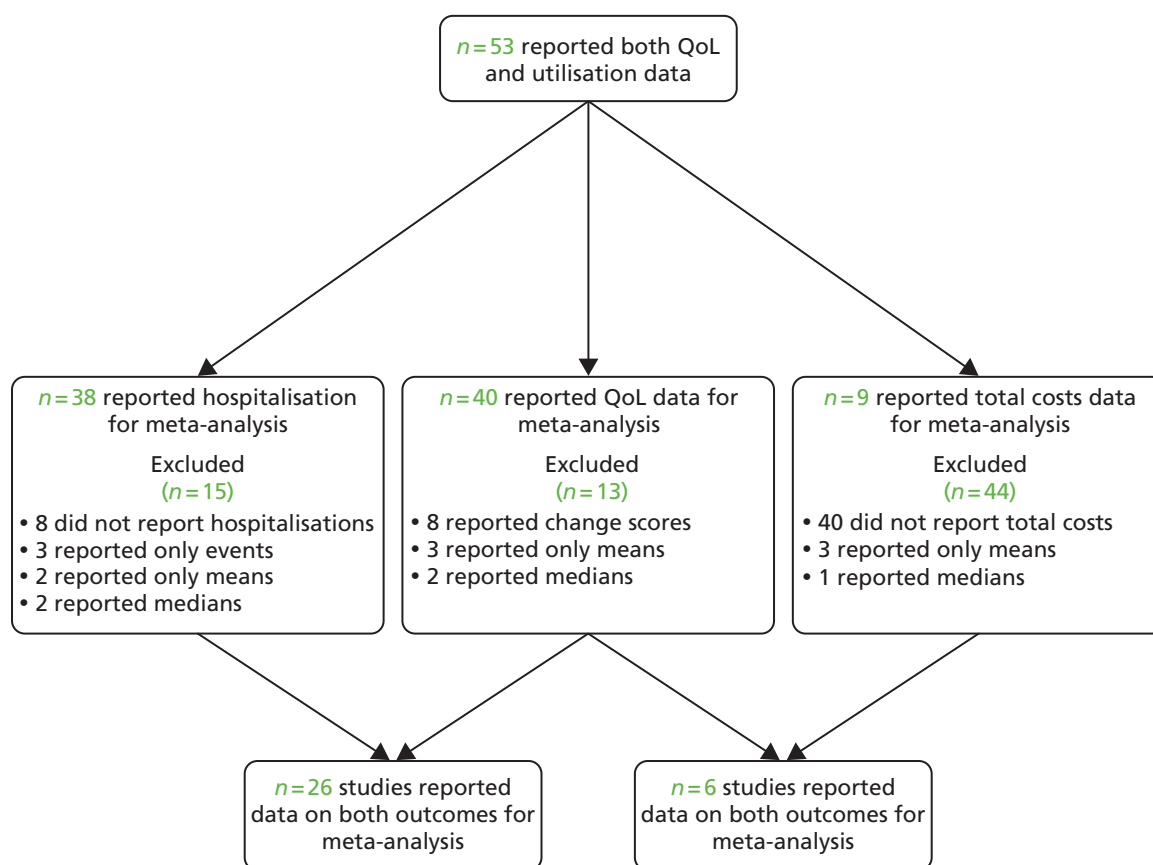 n=53 reported both QoL
and utilisation data
n=38 reported hospitalisation
for meta-analysis
Excluded
(n=15)
• 8 did not report hospitalisations
• 3 reported only events
• 2 reported only means
• 2 reported medians
n=40 reported QoL data for
meta-analysis
Excluded
(n=13)
• 8 reported change scores
• 3 reported only means
• 2 reported medians
n=9 reported total costs data
for meta-analysis
Excluded
(n=44)
• 40 did not report total costs
• 3 reported only means
• 1 reported medians
n=26 studies reported
data on both outcomes for
meta-analysis
n=6 studies reported
data on both outcomes for
meta-analysis